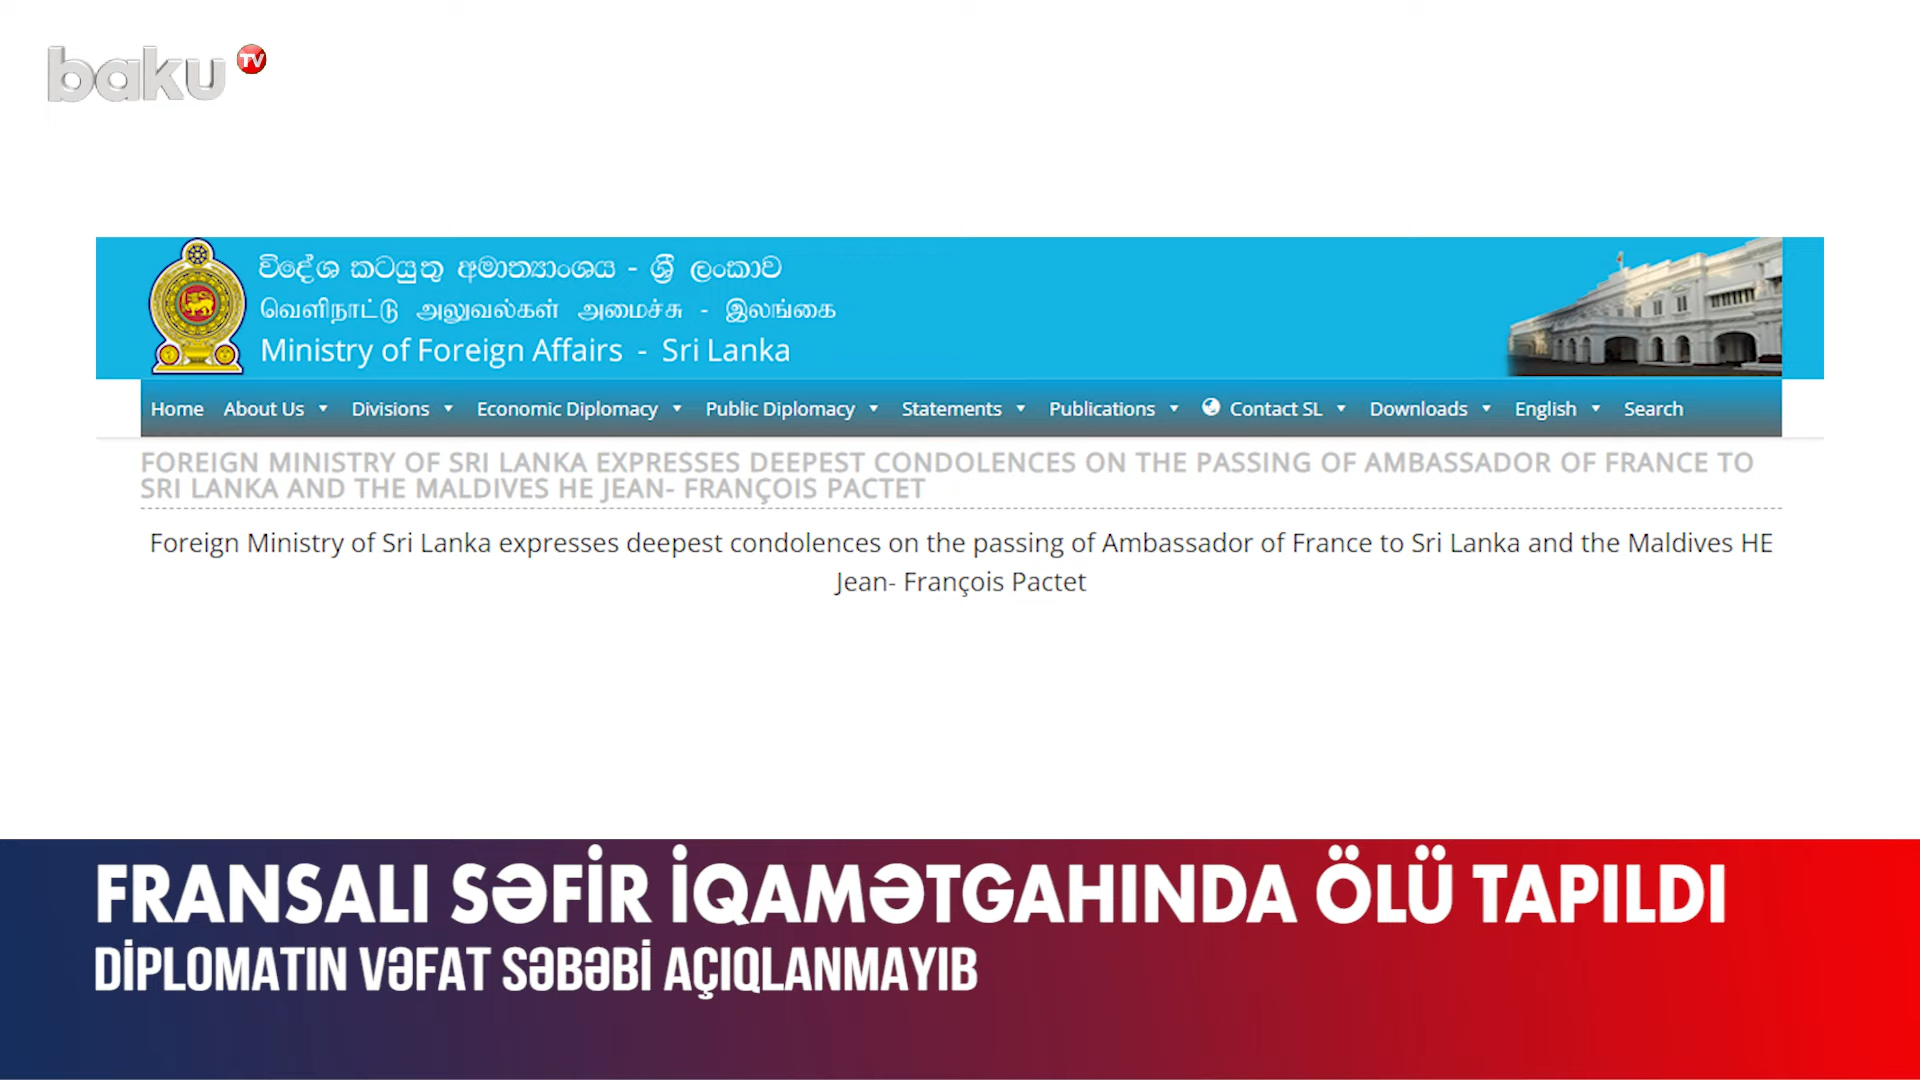 baku TV
විදේශ කටයුතු අමාත්‍යාංශය - ශ්‍රී ලංකාව
வெளிநாட்டு அலுவல்கள் அமைச்சு - இலங்கை
Ministry of Foreign Affairs - Sri Lanka
Home About Us Divisions Economic Diplomacy Public Diplomacy Statements Publications Contact SL Downloads English Search
FOREIGN MINISTRY OF SRI LANKA EXPRESSES DEEPEST CONDOLENCES ON THE PASSING OF AMBASSADOR OF FRANCE TO
SRI LANKA AND THE MALDIVES HE JEAN- FRANÇOIS PACTET
Foreign Ministry of Sri Lanka expresses deepest condolences on the passing of Ambassador of France to Sri Lanka and the Maldives HE
Jean- François Pactet
FRANSALI SƏFİR İQAMƏTGAHINDA ÖLÜ TAPILDI
DİPLOMATIN VƏFAT SƏBƏBİ AÇIQLANMAYIB